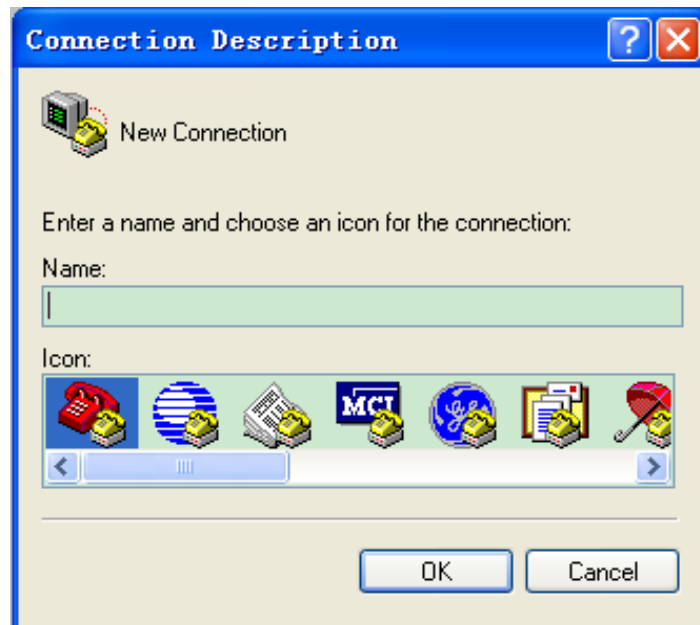 Connection Description
New Connection
Enter a name and choose an icon for the connection:
Name:
Icon:
MCI
OK
Cancel